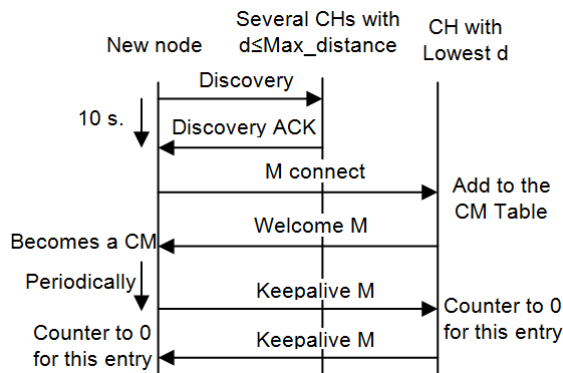 New node
Several CHs with
d≤Max_distance
CH with
Lowest d
Discovery
10 s.
Discovery ACK
M connect
Add to the
CM Table
Welcome M
Becomes a CM
Periodically
Keepalive M
Counter to 0
for this entry
Keepalive M
Counter to 0
for this entry